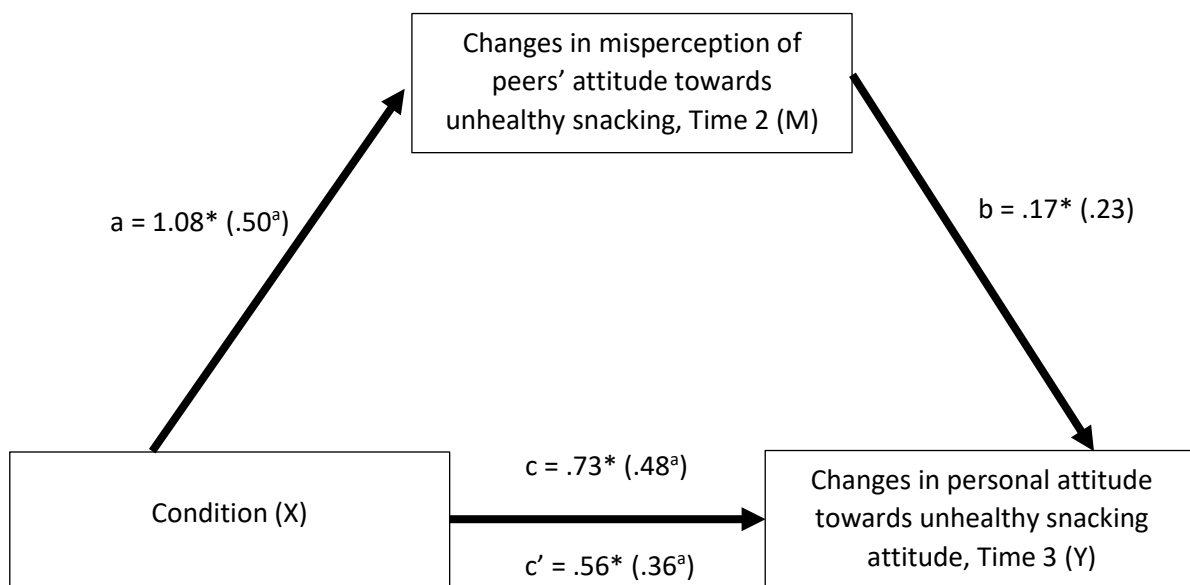 Changes in misperception of
peers’ attitude towards
unhealthy snacking, Time 2 (M)
a = 1.08* (.50ᵃ)
b = .17* (.23)
Condition (X)
c = .73* (.48ᵃ)
c’ = .56* (.36ᵃ)
Changes in personal attitude
towards unhealthy snacking
attitude, Time 3 (Y)